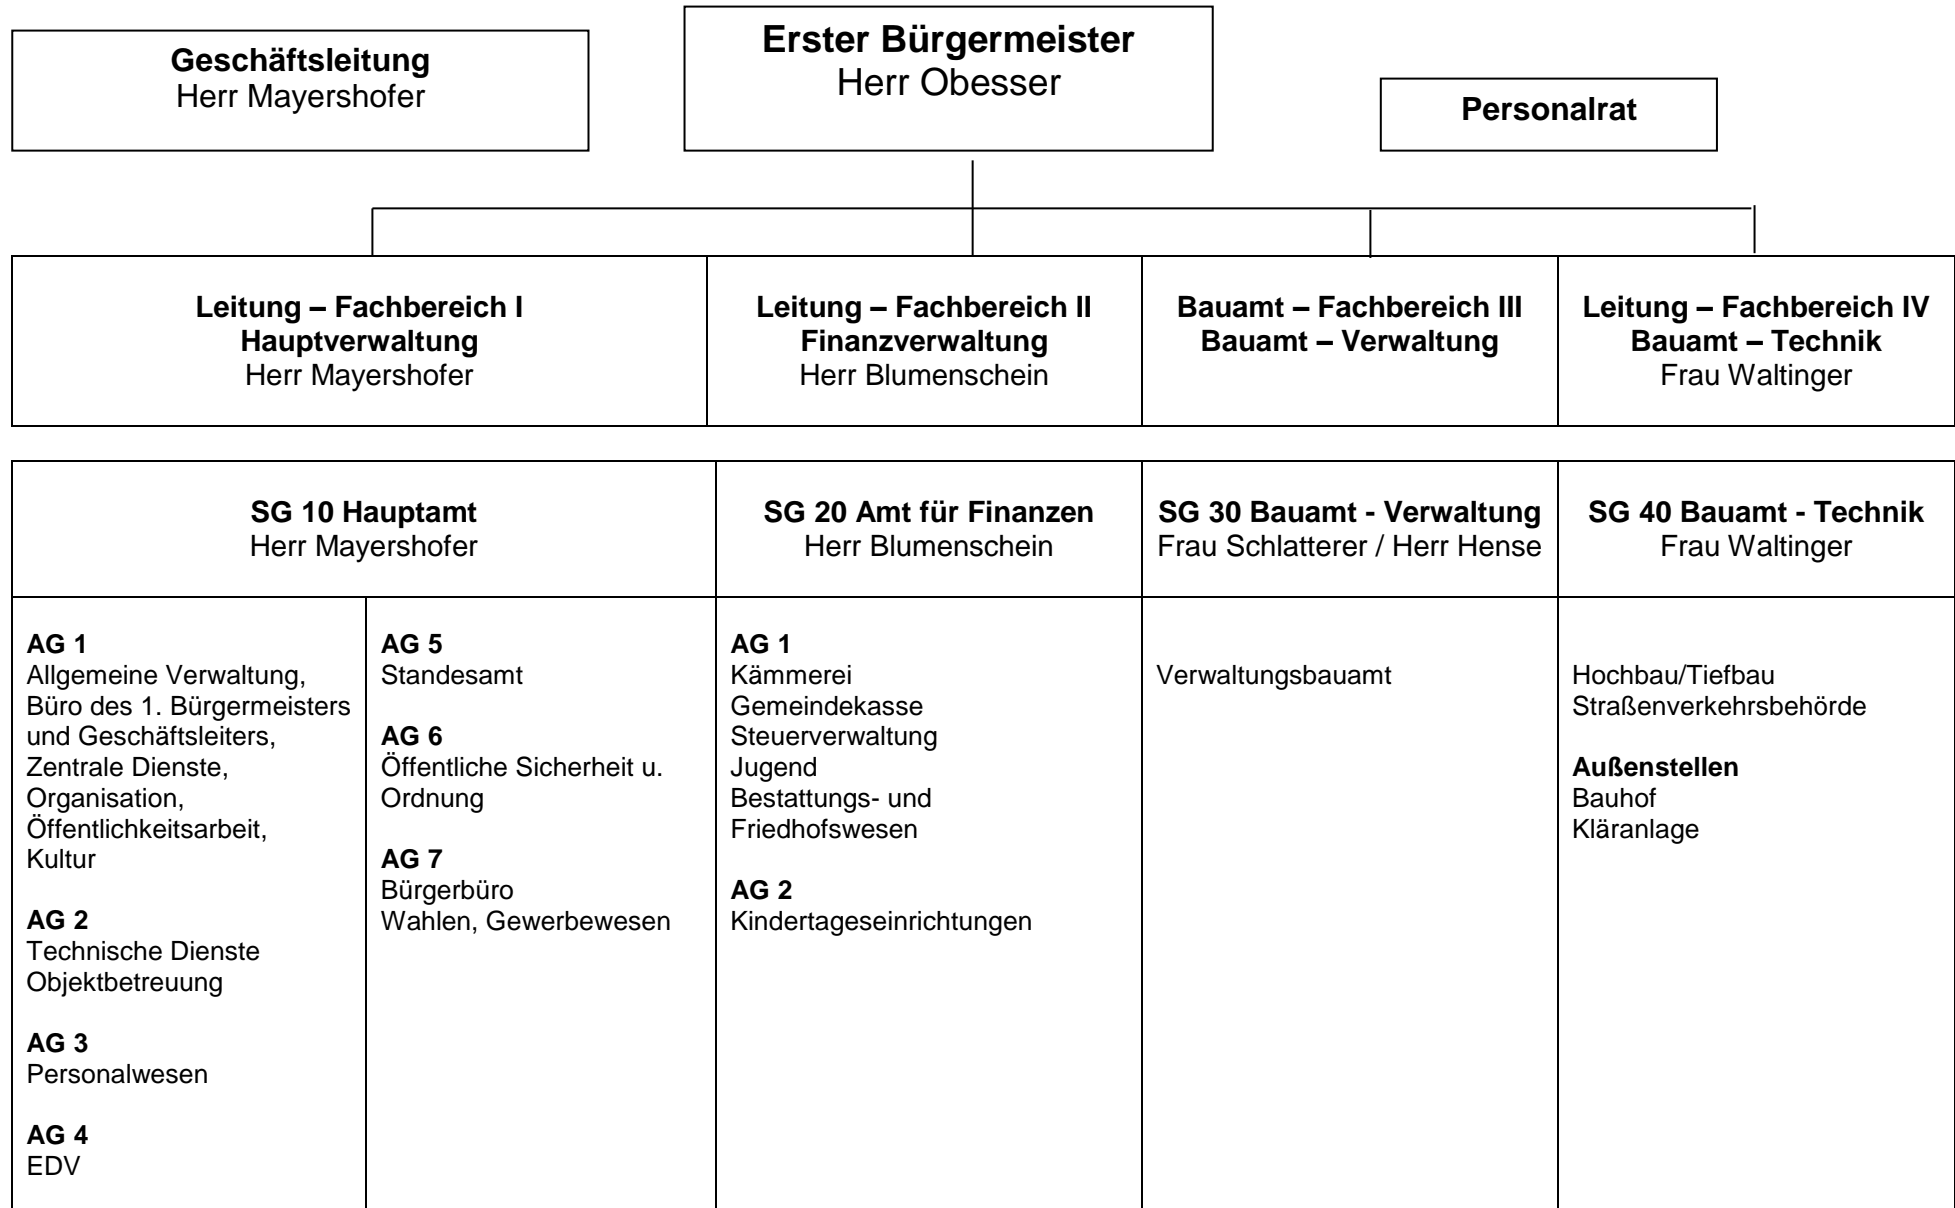 Geschäftsleitung
Herr Mayershofer
Erster Bürgermeister
Herr Obesser
Personalrat
Leitung – Fachbereich I
Hauptverwaltung
Herr Mayershofer
Leitung – Fachbereich II
Finanzverwaltung
Herr Blumenschein
Bauamt – Fachbereich III
Bauamt – Verwaltung
Leitung – Fachbereich IV
Bauamt – Technik
Frau Waltinger
SG 10 Hauptamt
Herr Mayershofer
SG 20 Amt für Finanzen
Herr Blumenschein
SG 30 Bauamt - Verwaltung
Frau Schlatterer / Herr Hense
SG 40 Bauamt - Technik
Frau Waltinger
AG 1
Allgemeine Verwaltung,
Büro des 1. Bürgermeisters
und Geschäftsleiters,
Zentrale Dienste,
Organisation,
Öffentlichkeitsarbeit,
Kultur
AG 2
Technische Dienste
Objektbetreuung
AG 3
Personalwesen
AG 4
EDV
AG 5
Standesamt
AG 6
Öffentliche Sicherheit u.
Ordnung
AG 7
Bürgerbüro
Wahlen, Gewerbewesen
AG 1
Kämmerei
Gemeindekasse
Steuerverwaltung
Jugend
Bestattungs- und
Friedhofswesen
AG 2
Kindertageseinrichtungen
Verwaltungsbauamt
Hochbau/Tiefbau
Straßenverkehrsbehörde
Außenstellen
Bauhof
Kläranlage